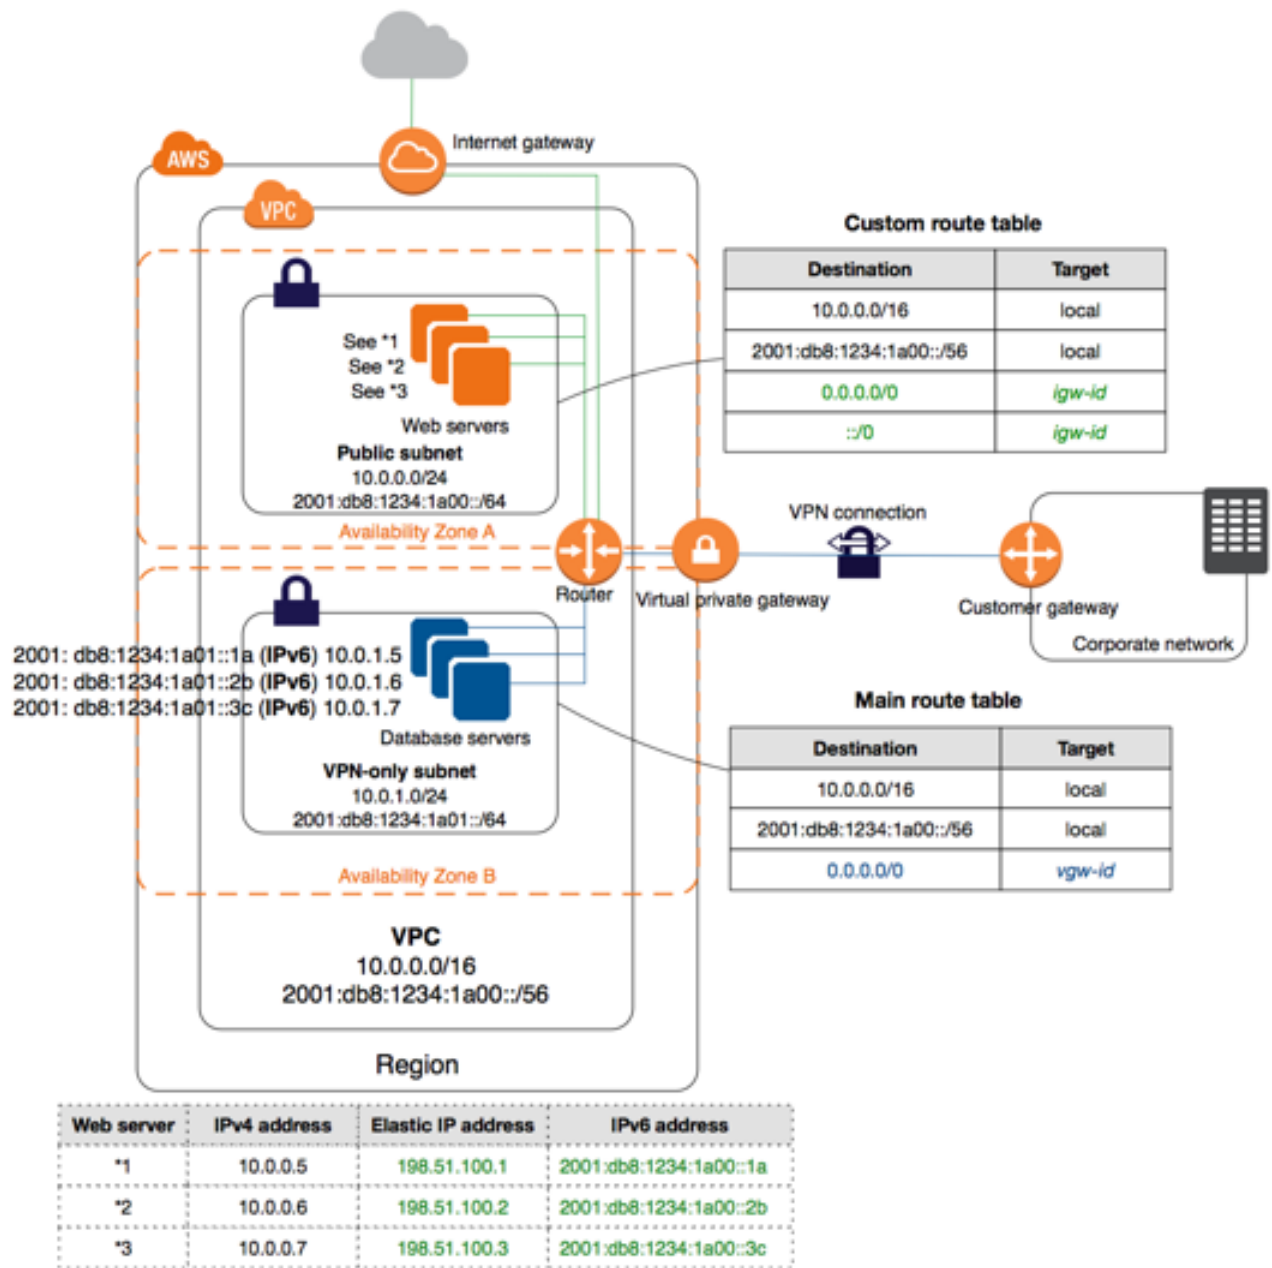 Internet gateway
AWS
VPC
See *1
See *2
See *3
Web servers
Public subnet
10.0.0.0/24
2001:db8:1234:1a00::/64
Availability Zone A
Custom route table
Destination Target
10.0.0.0/16 local
2001:db8:1234:1a00::/56 local
0.0.0.0/0 igw-id
::/0 igw-id
Router
Virtual private gateway
VPN connection
Customer gateway
Corporate network
2001: db8:1234:1a01::1a (IPv6) 10.0.1.5
2001: db8:1234:1a01::2b (IPv6) 10.0.1.6
2001: db8:1234:1a01::3c (IPv6) 10.0.1.7
Database servers
VPN-only subnet
10.0.1.0/24
2001:db8:1234:1a01::/64
Availability Zone B
Main route table
Destination Target
10.0.0.0/16 local
2001:db8:1234:1a00::/56 local
0.0.0.0/0 vgw-id
VPC
10.0.0.0/16
2001:db8:1234:1a00::/56
Region
Web server IPv4 address Elastic IP address IPv6 address
*1 10.0.0.5 198.51.100.1 2001:db8:1234:1a00::1a
*2 10.0.0.6 198.51.100.2 2001:db8:1234:1a00::2b
*3 10.0.0.7 198.51.100.3 2001:db8:1234:1a00::3c